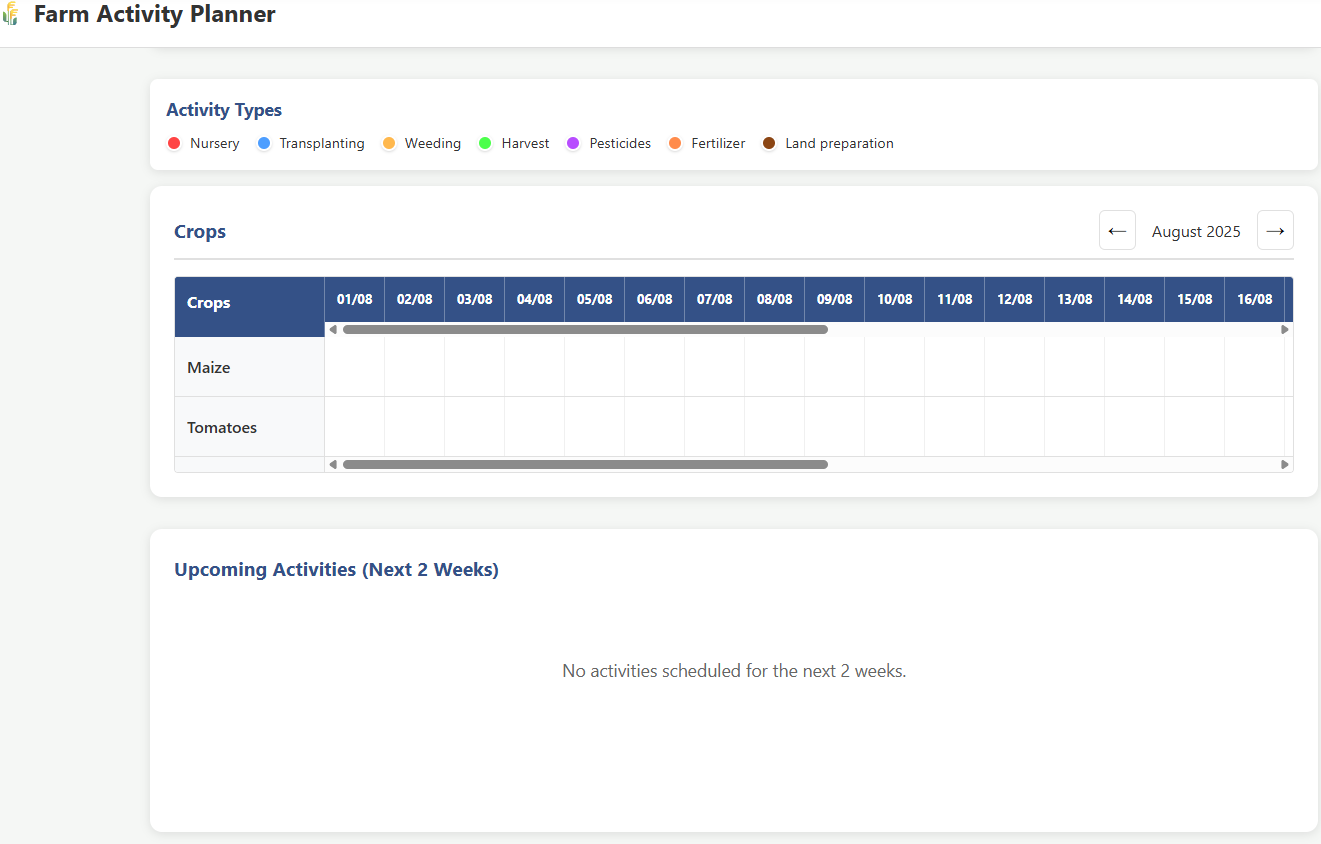 Farm Activity Planner
Activity Types
Nursery Transplanting Weeding Harvest Pesticides Fertilizer Land preparation
Crops ← August 2025 →
Crops 01/08 02/08 03/08 04/08 05/08 06/08 07/08 08/08 09/08 10/08 11/08 12/08 13/08 14/08 15/08 16/08
Maize
Tomatoes
Upcoming Activities (Next 2 Weeks)
No activities scheduled for the next 2 weeks.